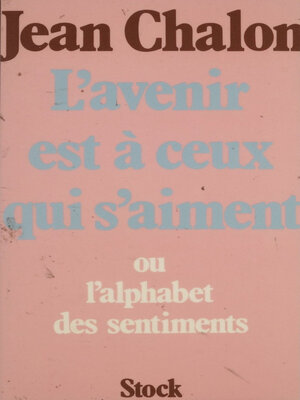 Jean Chalon
L'avenir
est à ceux
qui s'aiment
ou
l'alphabet
des sentiments
Stock